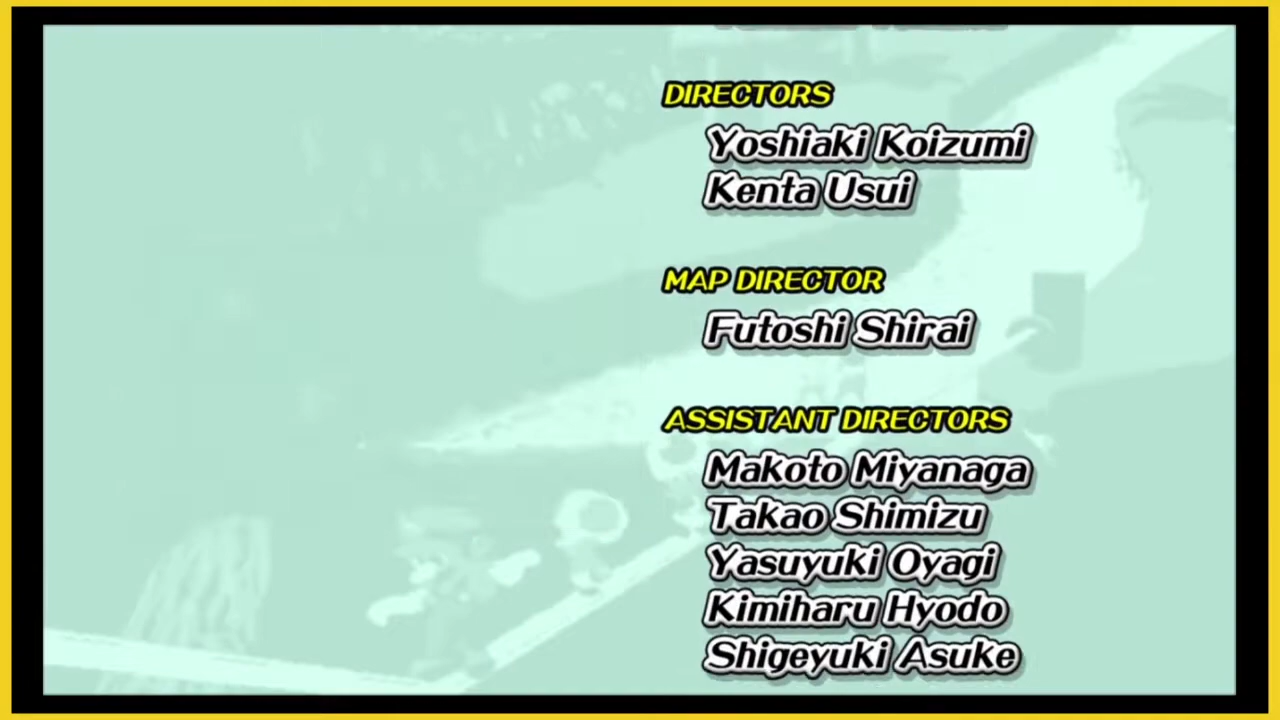 DIRECTORS
Yoshiaki Koizumi
Kenta Usui
MAP DIRECTOR
Futoshi Shirai
ASSISTANT DIRECTORS
Makoto Miyanaga
Takao Shimizu
Yasuyuki Oyagi
Kimiharu Hyodo
Shigeyuki Asuke